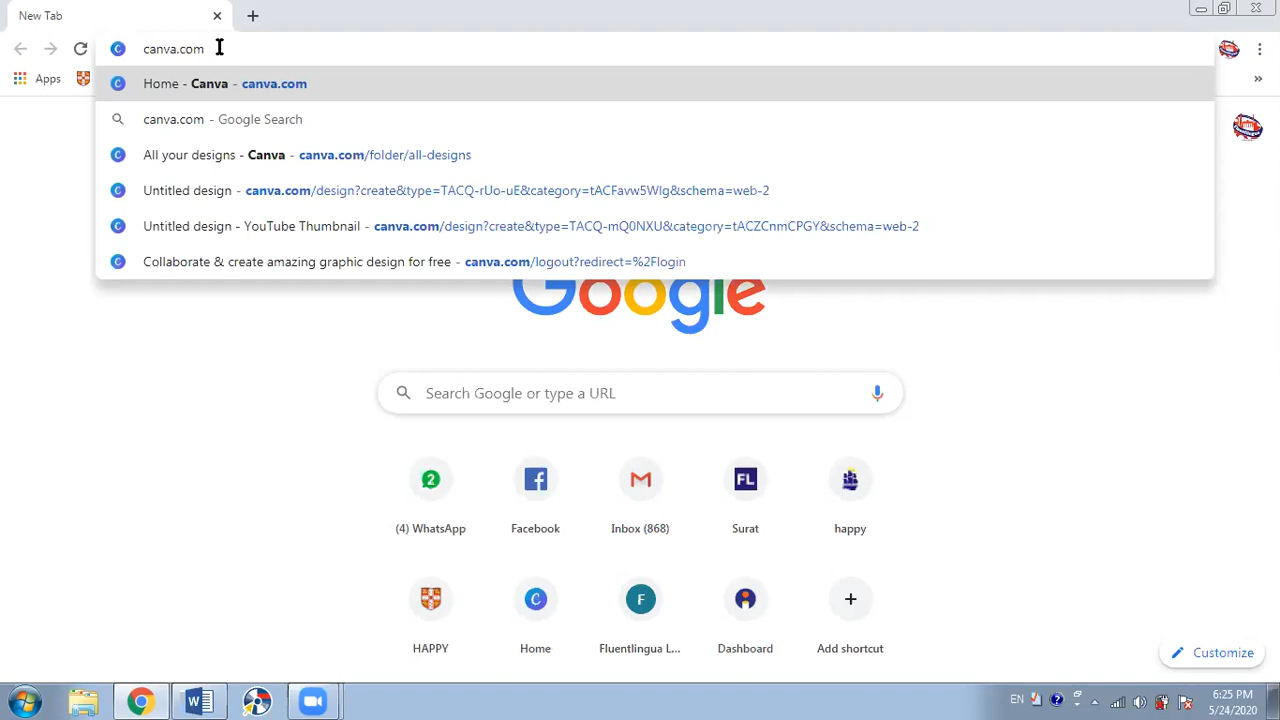 New Tab
canva.com
Apps
Home - Canva - canva.com
canva.com - Google Search
All your designs - Canva - canva.com/folder/all-designs
Untitled design - canva.com/design?create&type=TACQ-rUo-uE&category=tACFavw5WIg&schema=web-2
Untitled design - YouTube Thumbnail - canva.com/design?create&type=TACQ-mQ0NXU&category=tACZCnmCPGY&schema=web-2
Collaborate & create amazing graphic design for free - canva.com/logout?redirect=%2Flogin
Google
Search Google or type a URL
2 FL
(4) WhatsApp Facebook Inbox (868) Surat happy
C F
HAPPY Home Fluentlingua L... Dashboard Add shortcut
Customize
EN 6:25 PM
5/24/2020